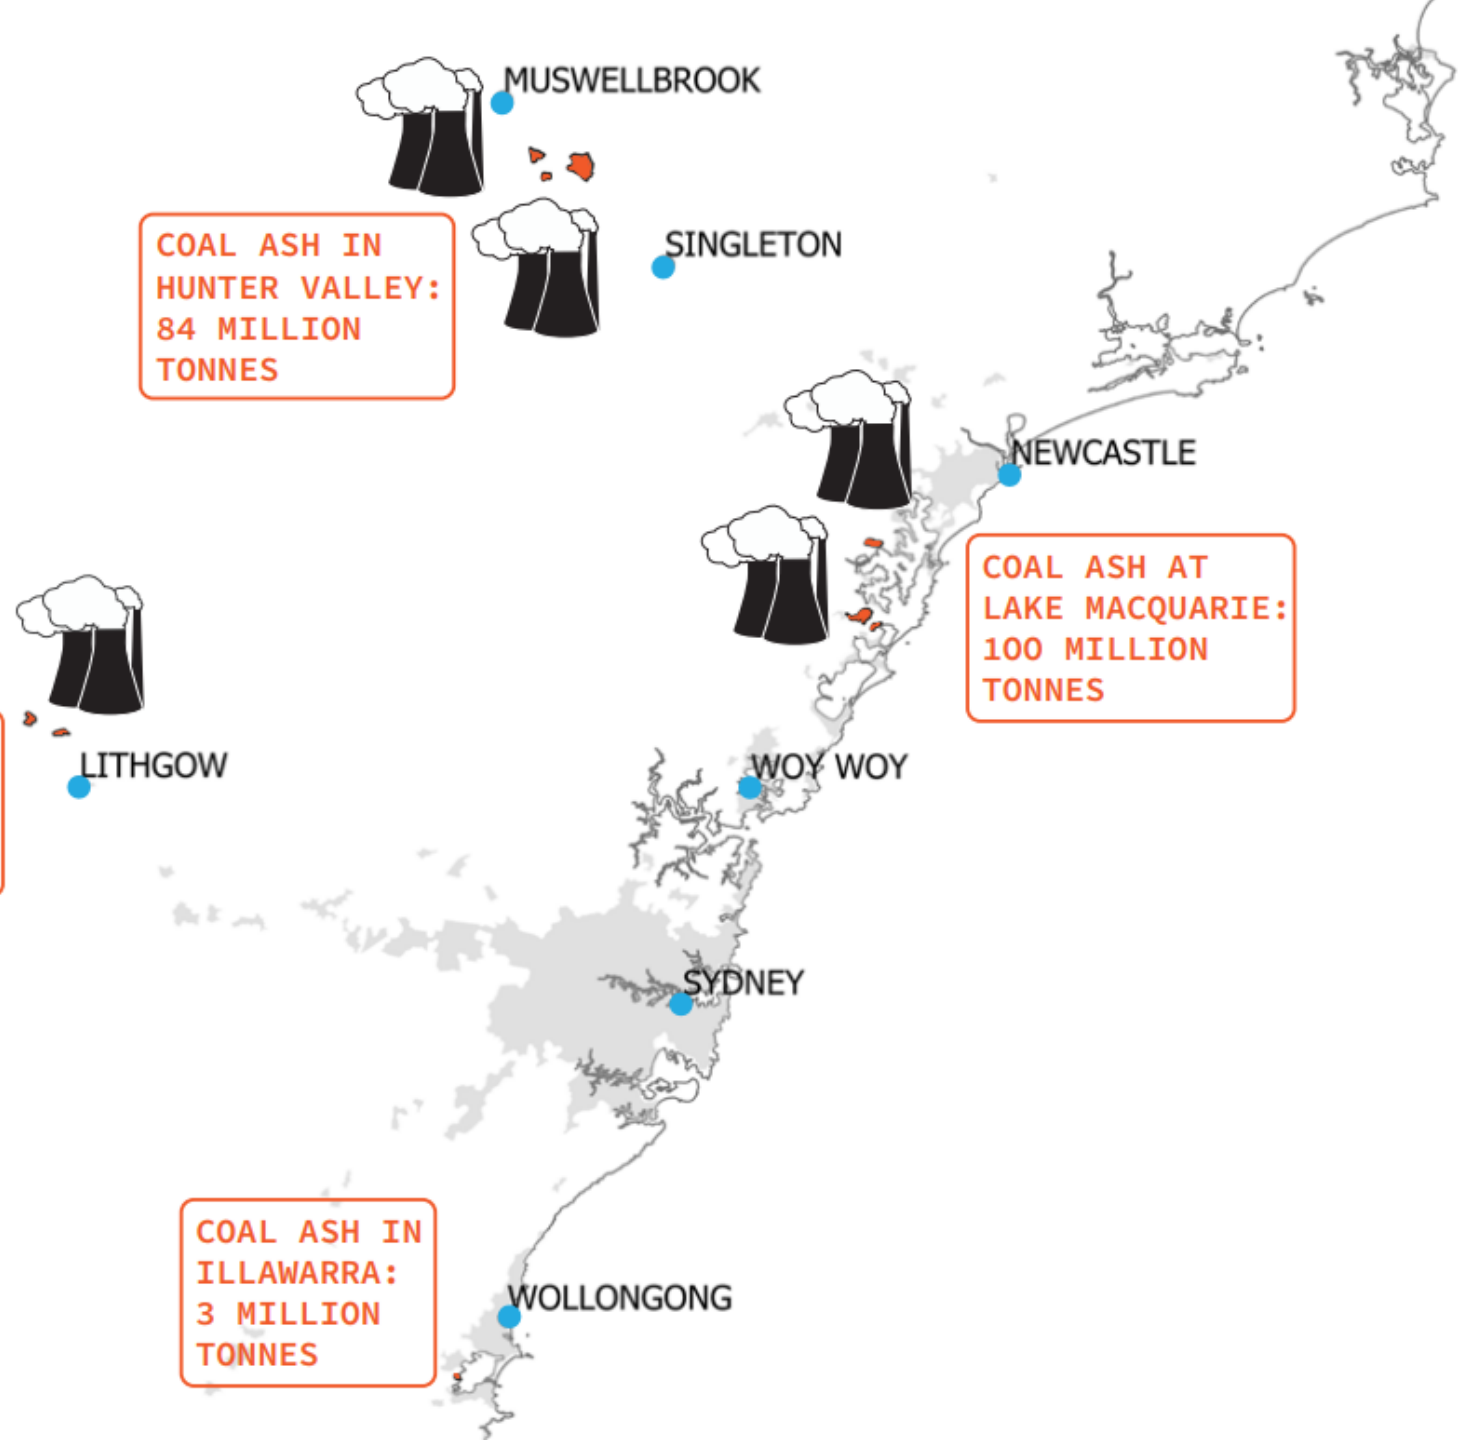 MUSWELLBROOK
COAL ASH IN
HUNTER VALLEY:
84 MILLION
TONNES
SINGLETON
NEWCASTLE
COAL ASH AT
LAKE MACQUARIE:
100 MILLION
TONNES
LITHGOW
WOY WOY
SYDNEY
COAL ASH IN
ILLAWARRA:
3 MILLION
TONNES
WOLLONGONG